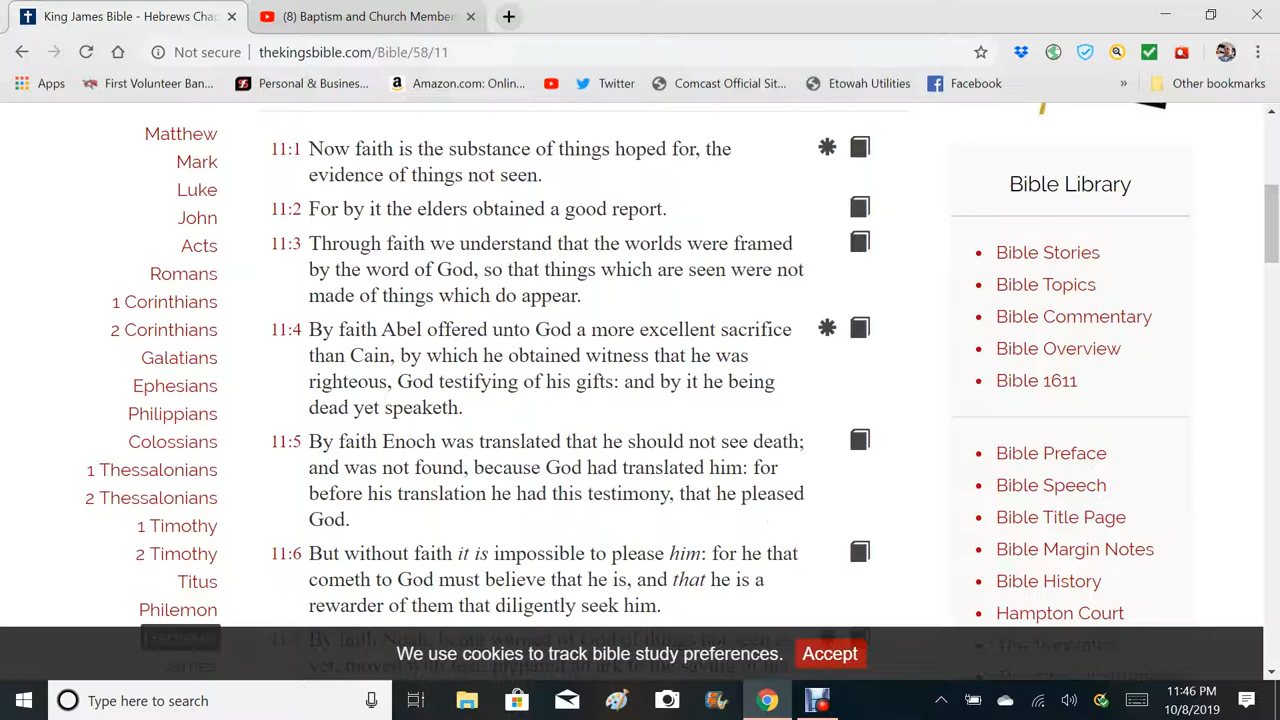 King James Bible - Hebrews Cha
(8) Baptism and Church Member
Not secure thekingsbible.com/Bible/58/11
Apps First Volunteer Ban... Personal & Business... Amazon.com: Onlin... Twitter Comcast Official Sit... Etowah Utilities Facebook » Other bookmarks
Matthew
Mark
Luke
John
Acts
Romans
1 Corinthians
2 Corinthians
Galatians
Ephesians
Philippians
Colossians
1 Thessalonians
2 Thessalonians
1 Timothy
2 Timothy
Titus
Philemon
Hebrews
James
11:1 Now faith is the substance of things hoped for, the
evidence of things not seen.
11:2 For by it the elders obtained a good report.
11:3 Through faith we understand that the worlds were framed
by the word of God, so that things which are seen were not
made of things which do appear.
11:4 By faith Abel offered unto God a more excellent sacrifice
than Cain, by which he obtained witness that he was
righteous, God testifying of his gifts: and by it he being
dead yet speaketh.
11:5 By faith Enoch was translated that he should not see death;
and was not found, because God had translated him: for
before his translation he had this testimony, that he pleased
God.
11:6 But without faith it is impossible to please him: for he that
cometh to God must believe that he is, and that he is a
rewarder of them that diligently seek him.
Bible Library
Bible Stories
Bible Topics
Bible Commentary
Bible Overview
Bible 1611
Bible Preface
Bible Speech
Bible Title Page
Bible Margin Notes
Bible History
Hampton Court
We use cookies to track bible study preferences. Accept
Type here to search
11:46 PM
10/8/2019